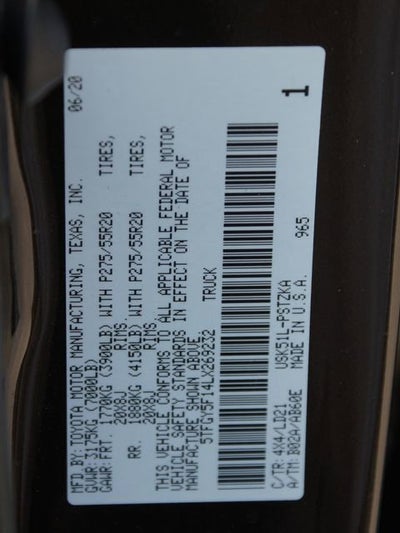 MFD.BY: TOYOTA MOTOR MANUFACTURING, TEXAS, INC. 06/20
GVWR: 3175KG (7000LB)
GAWR: FRT. 1770KG (3900LB) WITH P275/55R20 TIRES,
20X8J RIMS.
RR. 1880KG (4150LB) WITH P275/55R20 TIRES,
20X8J RIMS.
THIS VEHICLE CONFORMS TO ALL APPLICABLE FEDERAL MOTOR
VEHICLE SAFETY STANDARDS IN EFFECT ON THE DATE OF
MANUFACTURE SHOWN ABOVE
5TFGY5F14LX269232 TRUCK
1
965
C/TR: 4X4/LD21 USK51L-PSTZKA
A/TM: B02A/AB60E MADE IN U.S.A.